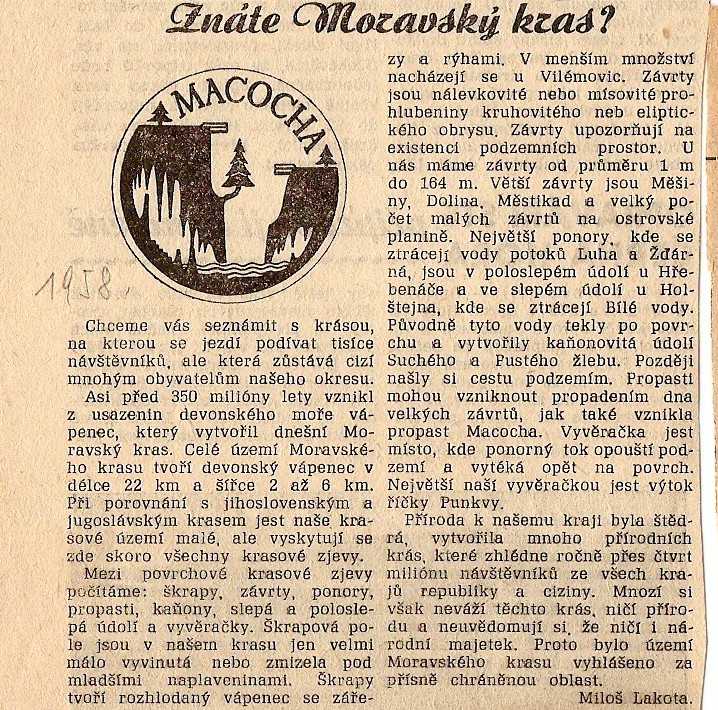 Znáte Moravský kras?
MACOCHA
1958.
Chceme vás seznámit s krásou,
na kterou se jezdí podívat tisíce
návštěvníků, ale která zůstává cizí
mnohým obyvatelům našeho okresu.
Asi před 350 milióny lety vznikl
z usazenin devonského moře vá-
penec, který vytvořil dnešní Mo-
ravský kras. Celé území Moravské-
ho krasu tvoří devonský vápenec v
délce 22 km a šířce 2 až 6 km.
Při porovnání s jihoslovenským a
jugoslávským krasem jest naše kra-
sové území malé, ale vyskytují se
zde skoro všechny krasové zjevy.
Mezi povrchové krasové zjevy
počítáme: škrapy, závrty, ponory,
propasti, kaňony, slepá a polosle-
pá údolí a vyvěračky. Škrapová po-
le jsou v našem krasu jen velmi
málo vyvinutá nebo zmizela pod
mladšími naplaveninami. Škrapy
tvoří rozhlodaný vápenec se záře-
zy a rýhami. V menším množství
nacházejí se u Vilémovic. Závrty
jsou nálevkovité nebo mísovité pro-
hlubeniny kruhovitého neb eliptic-
kého obrysu. Závrty upozorňují na
existenci podzemních prostor. U
nás máme závrty od průměru 1 m
do 164 m. Větší závrty jsou Měši-
ny, Dolina, Městikad a velký po-
čet malých závrtů na ostrovské
planině. Největší ponory, kde se
ztrácejí vody potoků Luha a Žďár-
ná, jsou v poloslepém údolí u Hře-
benáče a ve slepém údolí u Hol-
štejna, kde se ztrácejí Bílé vody.
Původně tyto vody tekly po povr-
chu a vytvořily kaňonovitá údolí
Suchého a Pustého žlebu. Později
našly si cestu podzemím. Propasti
mohou vzniknout propadením dna
velkých závrtů, jak také vznikla
propast Macocha. Vyvěračka jest
místo, kde ponorný tok opouští pod-
zemí a vytéká opět na povrch.
Největší naší vyvěračkou jest výtok
říčky Punkvy.
Příroda k našemu kraji byla štěd-
rá, vytvořila mnoho přírodních
krás, které zhlédne ročně přes čtvrt
miliónu návštěvníků ze všech kra-
jů republiky a ciziny. Mnozí si
však neváží těchto krás, ničí příro-
du a neuvědomují si, že ničí i ná-
rodní majetek. Proto bylo území
Moravského krasu vyhlášeno za
přísně chráněnou oblast.
Miloš Lakota.